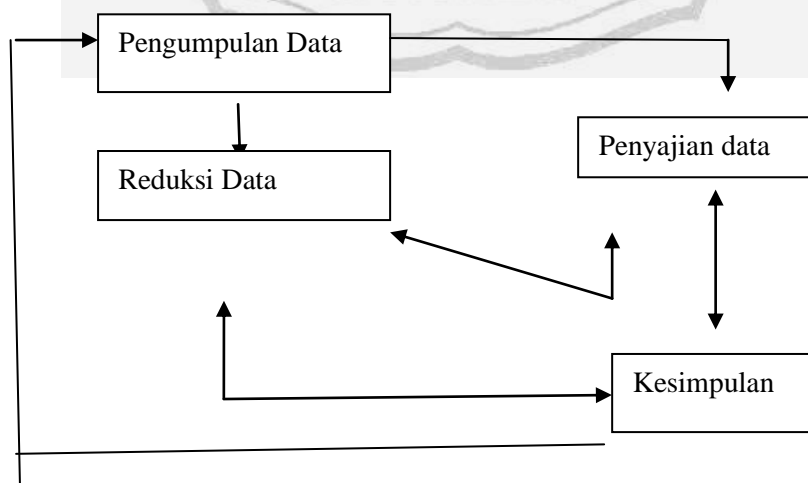 Pengumpulan Data
Penyajian data
Reduksi Data
Kesimpulan